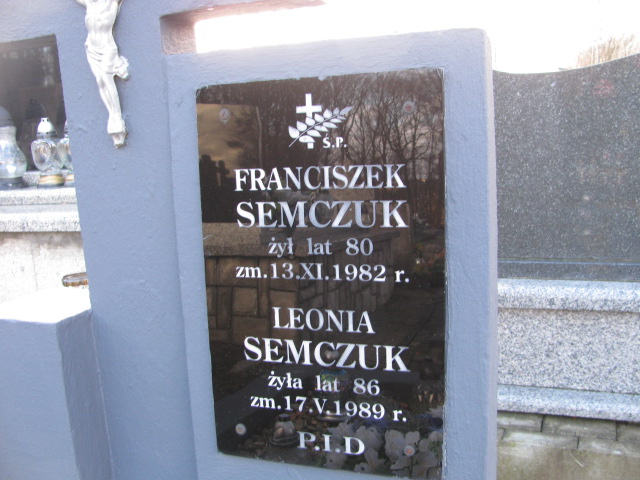 Ś.P.
FRANCISZEK
SEMCZUK
żył lat 80
zm. 13.XI.1982 r.
LEONIA
SEMCZUK
żyła lat 86
zm. 17.V.1989 r.
P.I.D